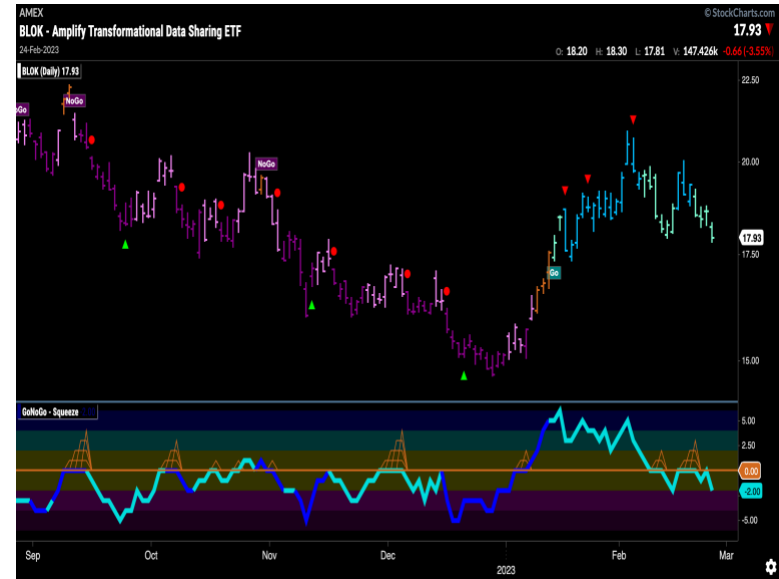 AMEX
© StockCharts.com
BLOK - Amplify Transformational Data Sharing ETF
17.93
24-Feb-2023
O: 18.20 H: 18.30 L: 17.81 V: 147.426k -0.66 (-3.55%)
BLOK (Daily) 17.93
22.50
NoGo
oGo
20.00
NoGo
17.93
17.50
Go
15.00
GoNoGo - Squeeze
5.00
2.50
0.00
-2.00
-5.00
Sep Oct Nov Dec Feb Mar
2023